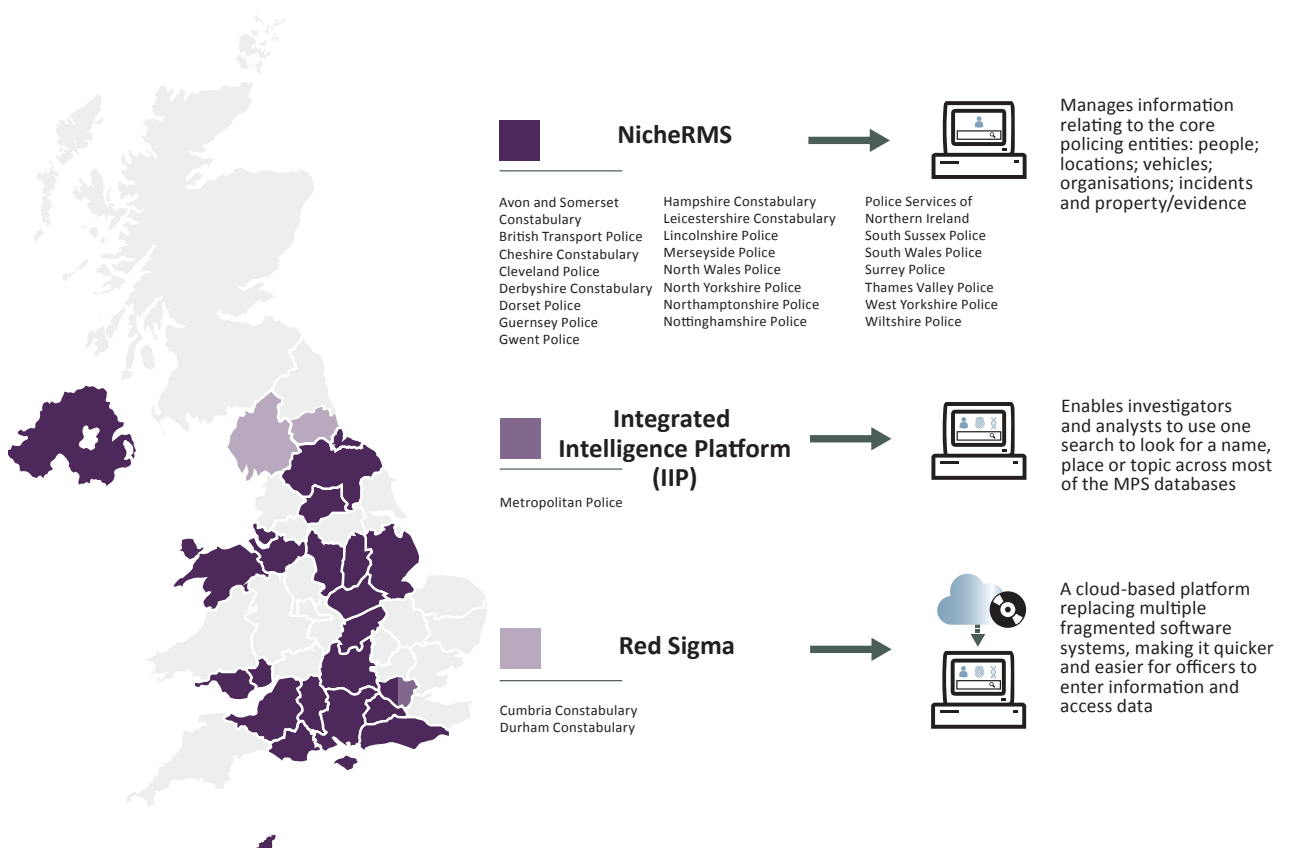 NicheRMS
Manages information
relating to the core
policing entities: people;
locations; vehicles;
organisations; incidents
and property/evidence
Avon and Somerset
Constabulary
British Transport Police
Cheshire Constabulary
Cleveland Police
Derbyshire Constabulary
Dorset Police
Guernsey Police
Gwent Police
Hampshire Constabulary
Leicestershire Constabulary
Lincolnshire Police
Merseyside Police
North Wales Police
North Yorkshire Police
Northamptonshire Police
Nottinghamshire Police
Police Services of
Northern Ireland
South Sussex Police
South Wales Police
Surrey Police
Thames Valley Police
West Yorkshire Police
Wiltshire Police
Integrated
Intelligence Platform
(IIP)
Enables investigators
and analysts to use one
search to look for a name,
place or topic across most
of the MPS databases
Metropolitan Police
Red Sigma
A cloud-based platform
replacing multiple
fragmented software
systems, making it quicker
and easier for officers to
enter information and
access data
Cumbria Constabulary
Durham Constabulary